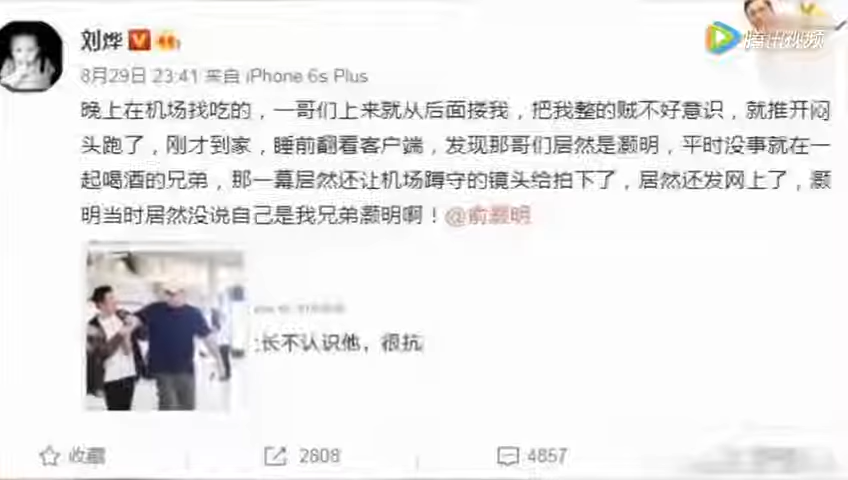 刘烨
腾讯视频
8月29日 23:41 来自 iPhone 6s Plus
晚上在机场找吃的，一哥们上来就从后面搂我，把我整的贼不好意识，就推开闷
头跑了，刚才到家，睡前翻看客户端，发现那哥们居然是灏明，平时没事就在一
起喝酒的兄弟，那一幕居然还让机场蹲守的镜头给拍下了，居然还发网上了，灏
明当时居然没说自己是我兄弟灏明啊！@俞灏明
长不认识他，很抗
收藏
2808
4857